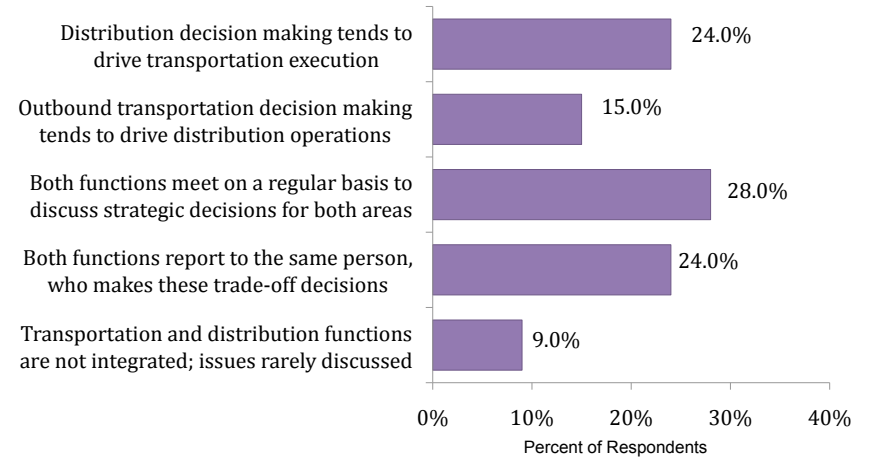 Distribution decision making tends to
drive transportation execution
24.0%
Outbound transportation decision making
tends to drive distribution operations
15.0%
Both functions meet on a regular basis to
discuss strategic decisions for both areas
28.0%
Both functions report to the same person,
who makes these trade-off decisions
24.0%
Transportation and distribution functions
are not integrated; issues rarely discussed
9.0%
0% 10% 20% 30% 40%
Percent of Respondents